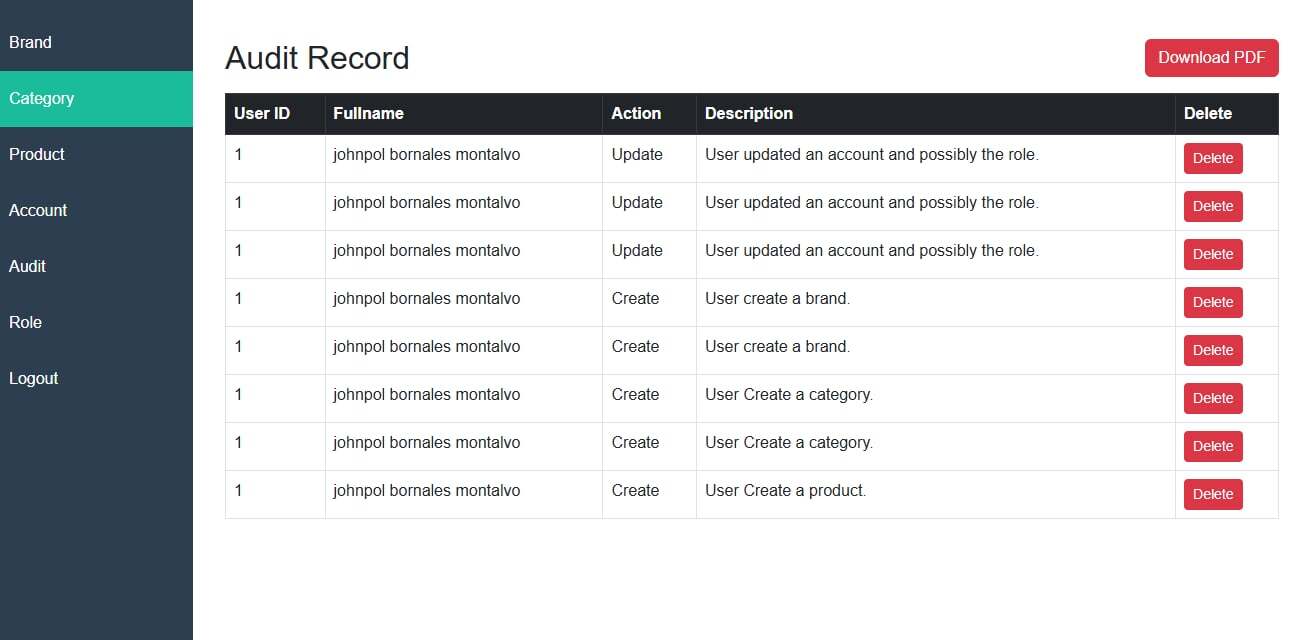 Brand
Category
Product
Account
Audit
Role
Logout
Audit Record
Download PDF
User ID Fullname Action Description Delete
1 johnpol bornales montalvo Update User updated an account and possibly the role. Delete
1 johnpol bornales montalvo Update User updated an account and possibly the role. Delete
1 johnpol bornales montalvo Update User updated an account and possibly the role. Delete
1 johnpol bornales montalvo Create User create a brand. Delete
1 johnpol bornales montalvo Create User create a brand. Delete
1 johnpol bornales montalvo Create User Create a category. Delete
1 johnpol bornales montalvo Create User Create a category. Delete
1 johnpol bornales montalvo Create User Create a product. Delete